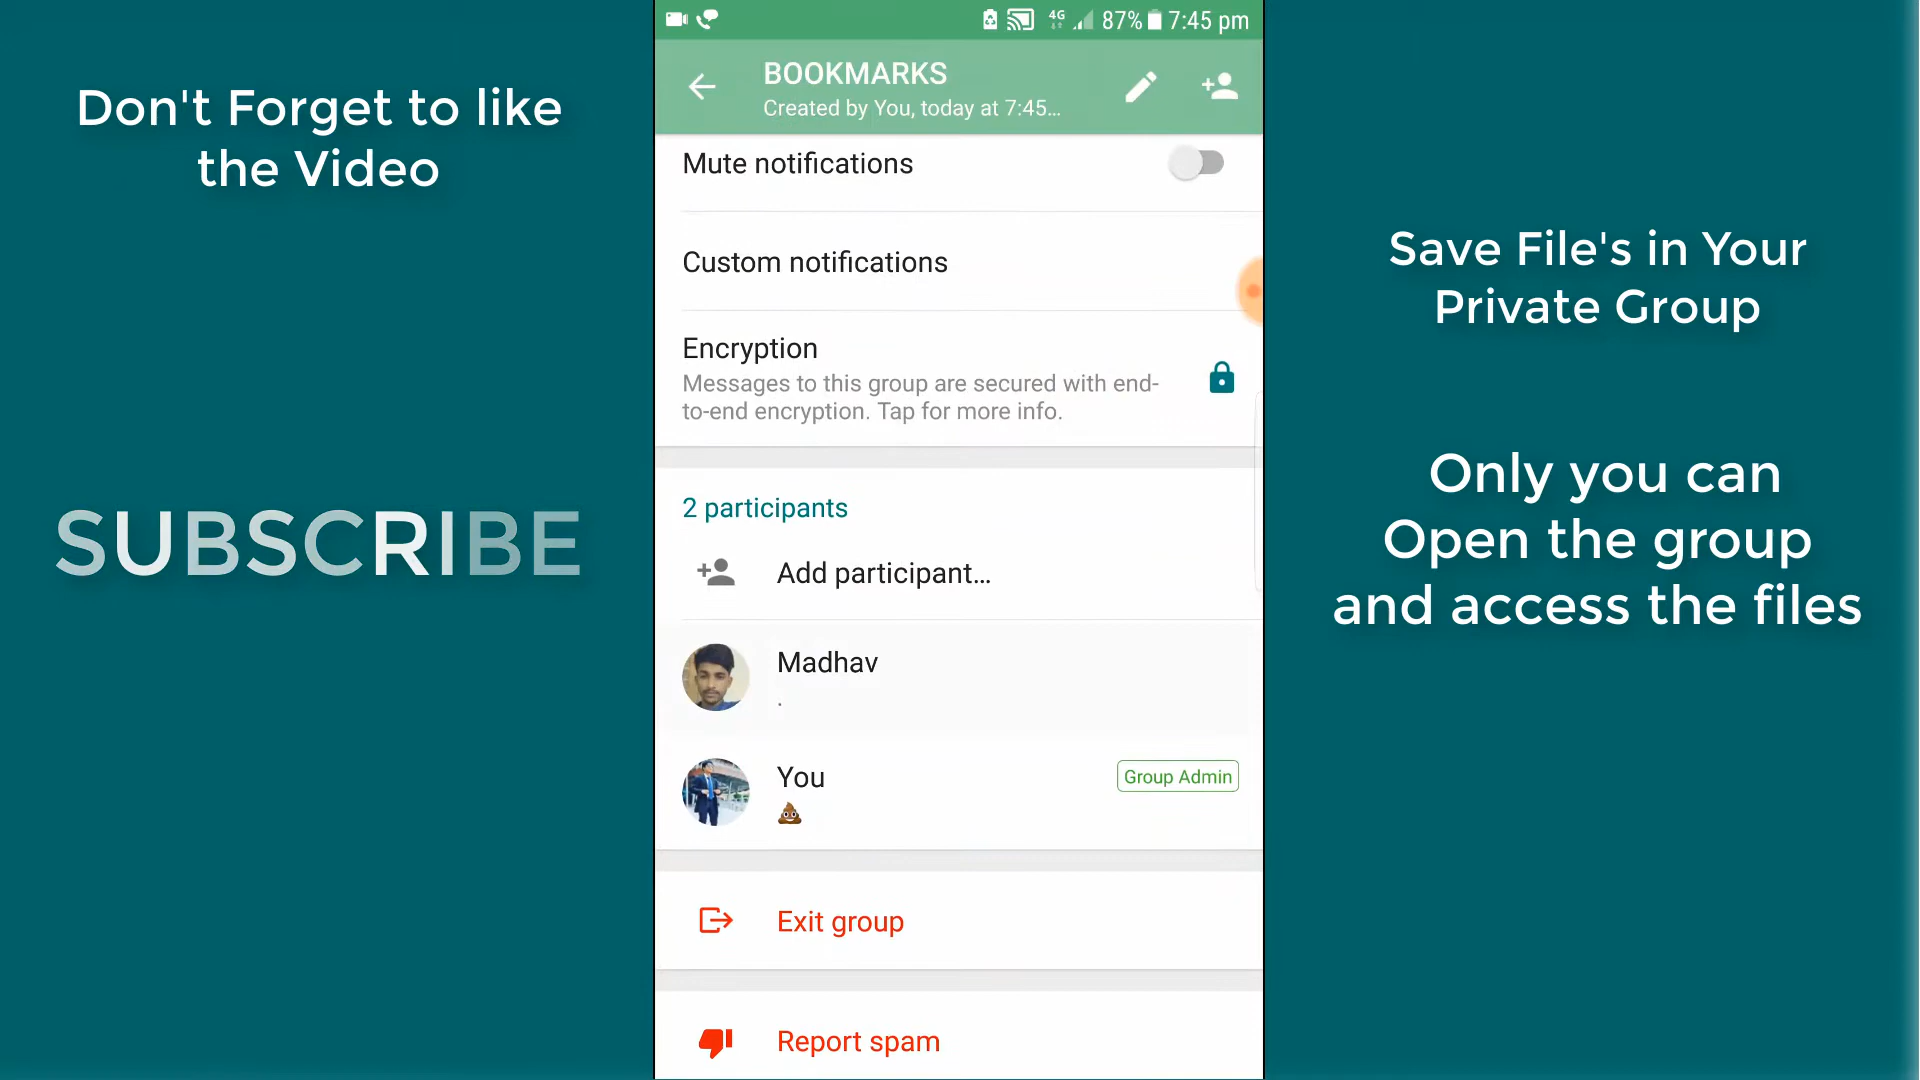 Don't Forget to like
the Video
SUBSCRIBE
4G 87% 7:45 pm
BOOKMARKS
Created by You, today at 7:45...
Mute notifications
Custom notifications
Encryption
Messages to this group are secured with end-
to-end encryption. Tap for more info.
2 participants
Add participant...
Madhav
.
You
Group Admin
💩
Exit group
Report spam
Save File's in Your
Private Group
Only you can
Open the group
and access the files